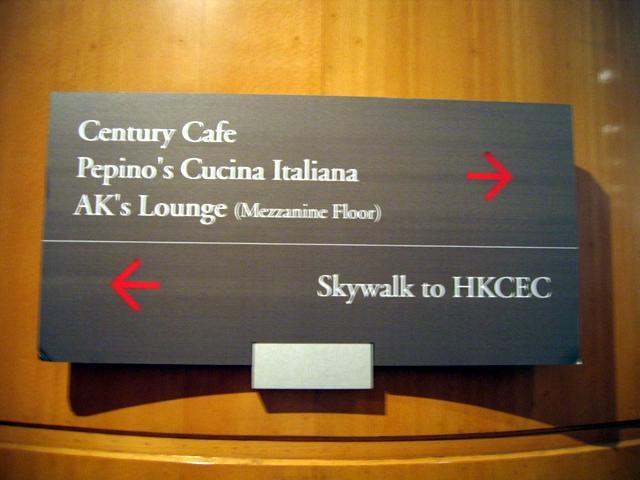 Century Cafe
Pepino's Cucina Italiana
AK's Lounge (Mezzanine Floor)
Skywalk to HKCEC